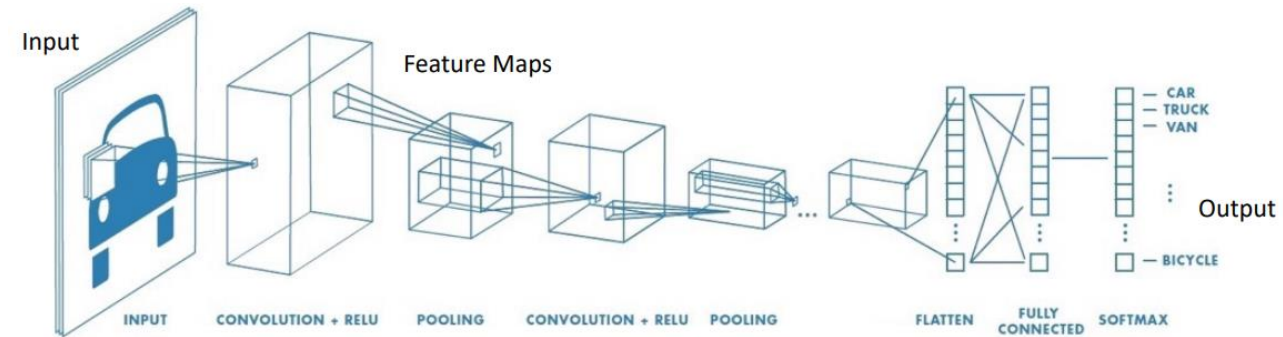 Input
Feature Maps
CAR
TRUCK
VAN
Output
BICYCLE
INPUT
CONVOLUTION + RELU
POOLING
CONVOLUTION + RELU
POOLING
FLATTEN
FULLY
CONNECTED
SOFTMAX